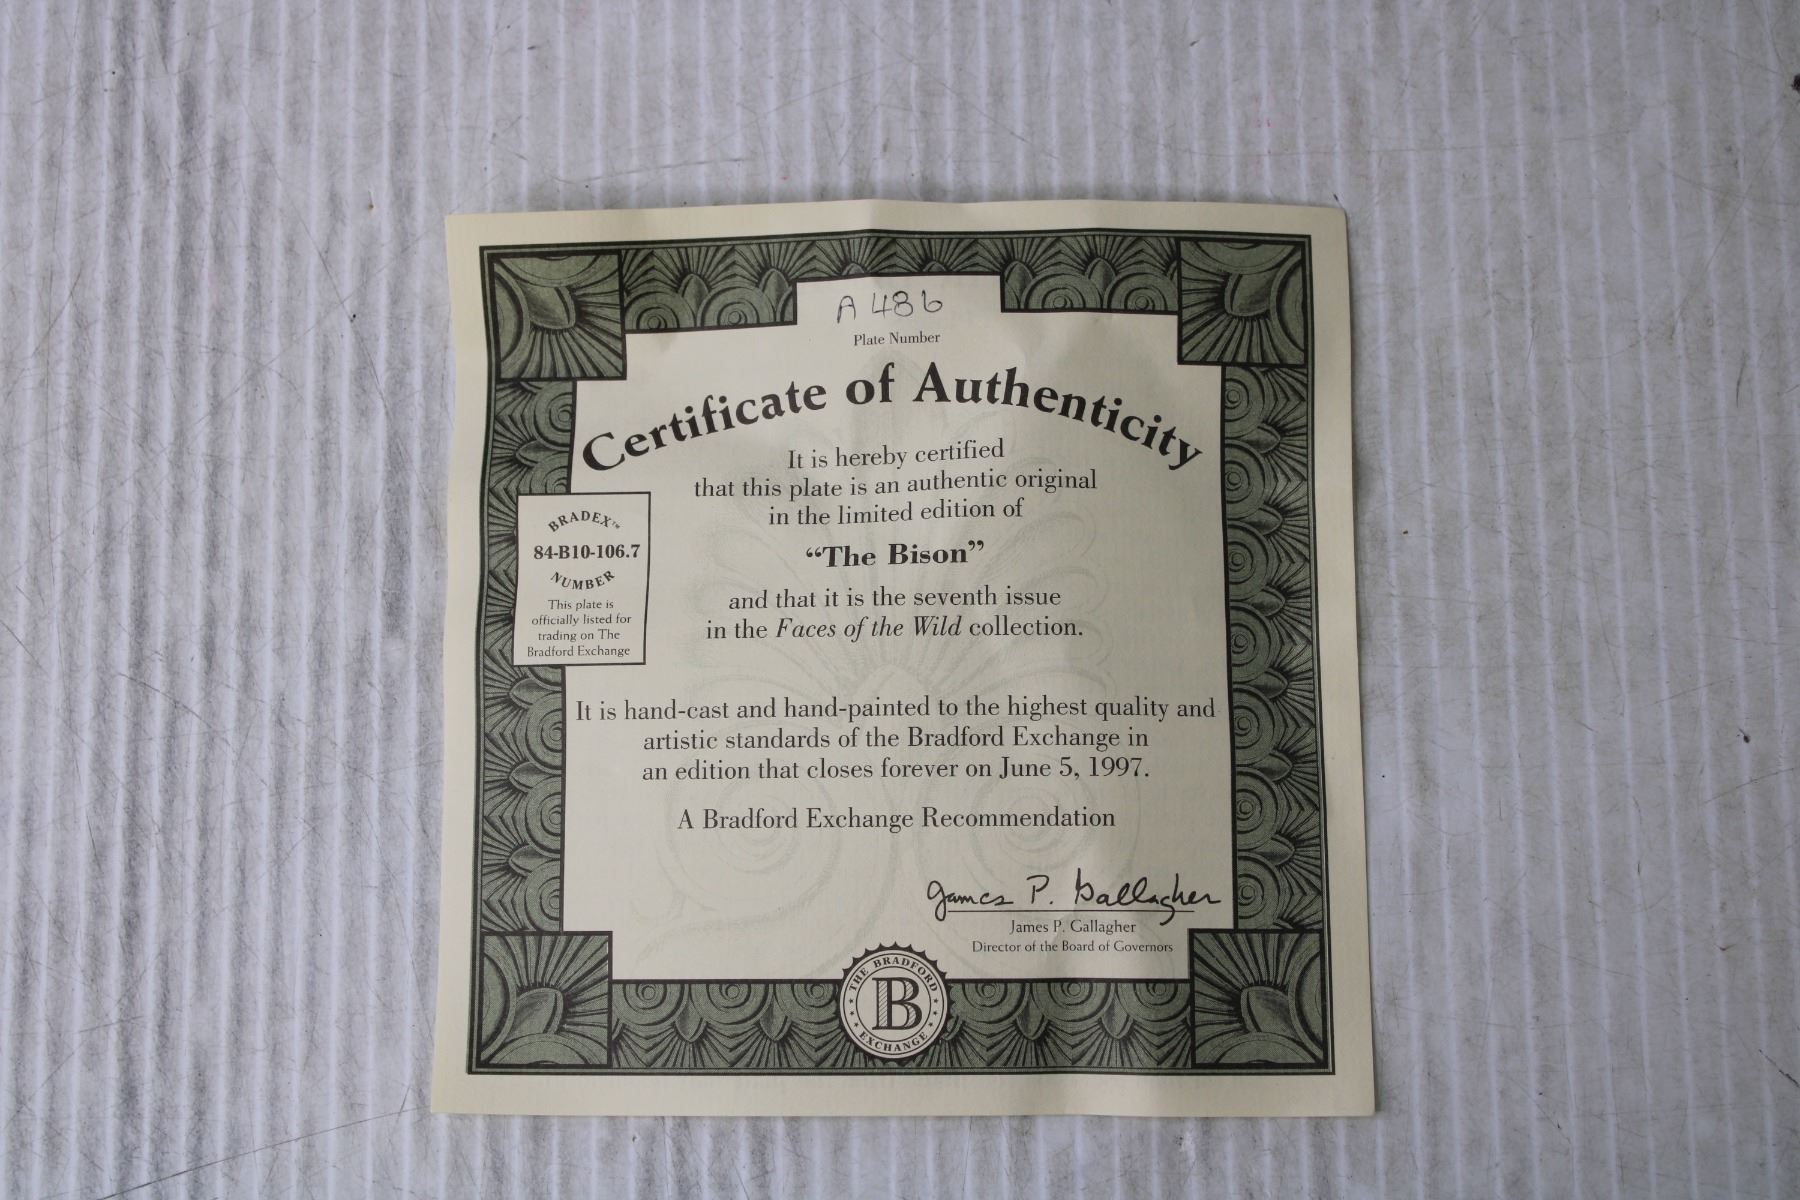 A 486
Plate Number
Certificate of Authenticity
It is hereby certified
that this plate is an authentic original
in the limited edition of
“The Bison”
and that it is the seventh issue
in the Faces of the Wild collection.
BRADEX™
84-B10-106.7
NUMBER
This plate is
officially listed for
trading on The
Bradford Exchange
It is hand-cast and hand-painted to the highest quality and
artistic standards of the Bradford Exchange in
an edition that closes forever on June 5, 1997.
A Bradford Exchange Recommendation
James P. Gallagher
James P. Gallagher
Director of the Board of Governors
THE BRADFORD
B
EXCHANGE